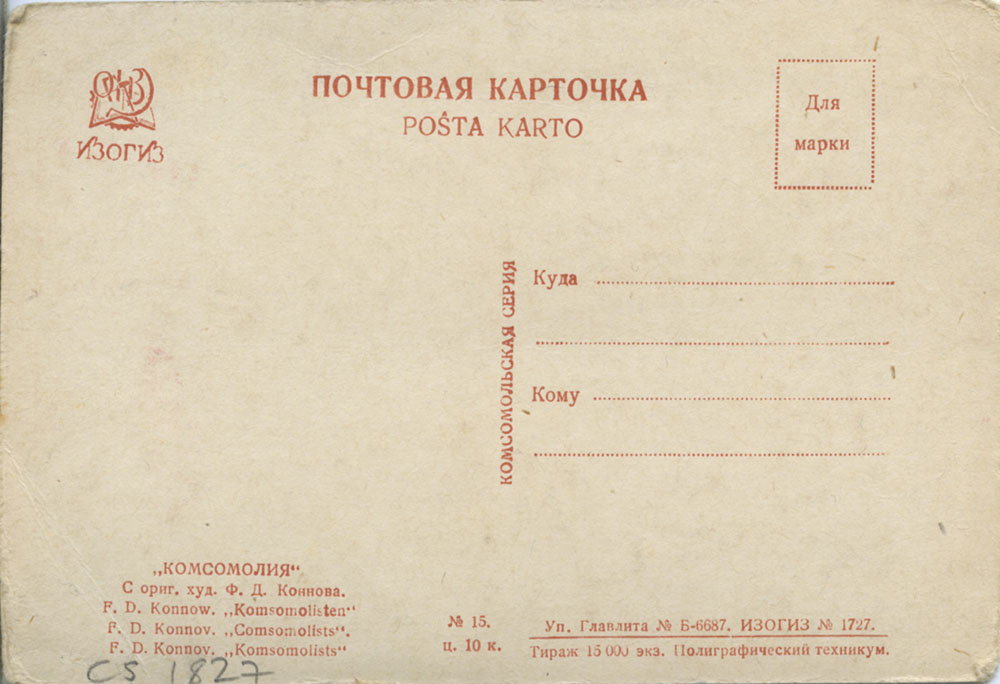 ОГИЗ
ИЗОГИЗ
ПОЧТОВАЯ КАРТОЧКА
POŜTA KARTO
Для
марки
КОМСОМОЛЬСКАЯ СЕРИЯ
Куда
Кому
„КОМСОМОЛИЯ“
С ориг. худ. Ф. Д. Коннова.
F. D. Konnow. „Komsomolisten“
F. D. Konnov. „Comsomolists“.
F. D. Konnov. „Komsomolists“
CS 1827
№ 15.
ц. 10 к.
Уп. Главлита № Б-6687. ИЗОГИЗ № 1727.
Тираж 15 000 экз. Полиграфический техникум.